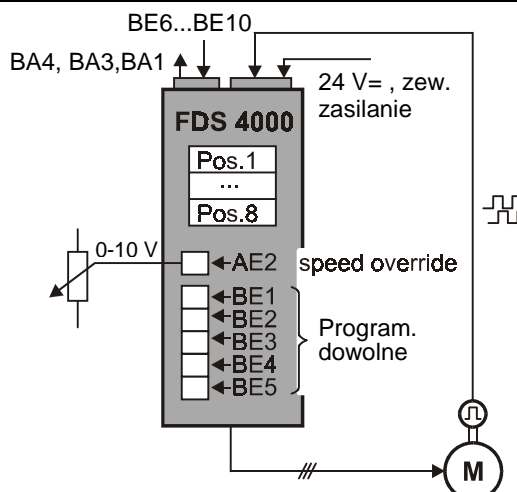 BE6...BE10
BA4, BA3,BA1
24 V= , zew.
zasilanie
FDS 4000
Pos.1
...
Pos.8
0-10 V
AE2 speed override
BE1
BE2
BE3
BE4
BE5
Program.
dowolne
M